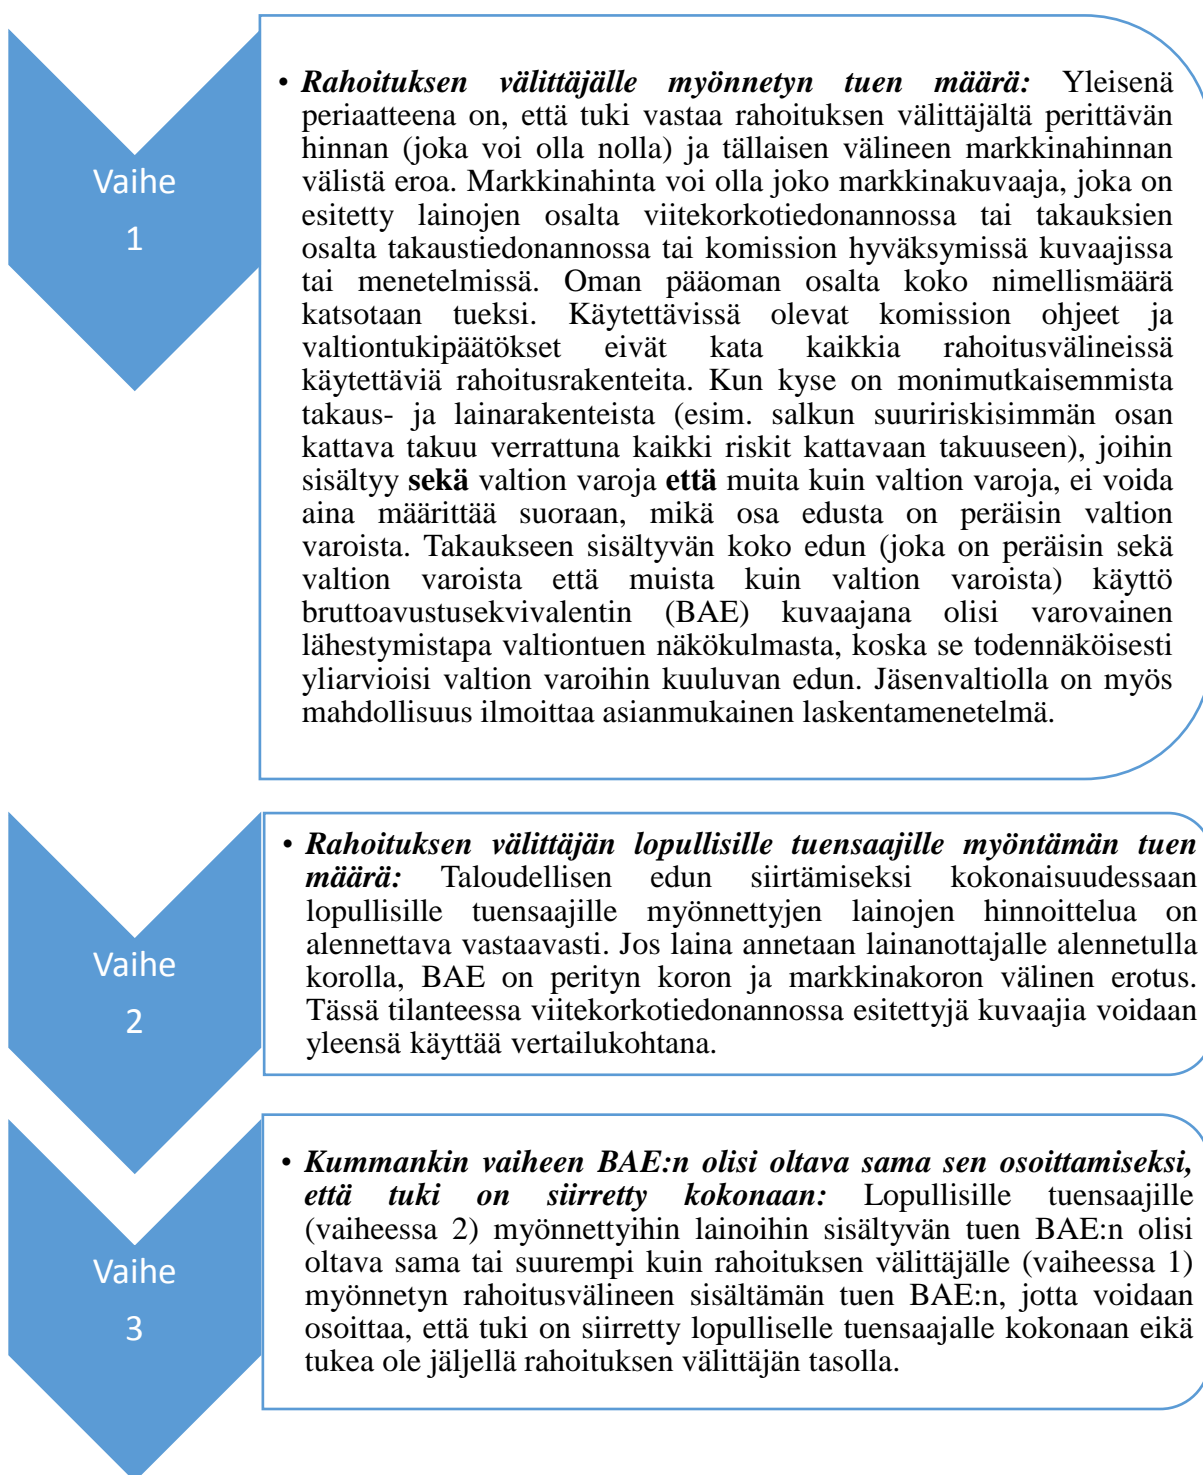 Vaihe
1
• Rahoituksen välittäjälle myönnetyn tuen määrä: Yleisenä
periaatteena on, että tuki vastaa rahoituksen välittäjältä perittävän
hinnan (joka voi olla nolla) ja tällaisen välineen markkinahinnan
välistä eroa. Markkinahinta voi olla joko markkinakuvaaja, joka on
esitetty lainojen osalta viitekorkotiedonannossa tai takauksien
osalta takaustiedonannossa tai komission hyväksymissä kuvaajissa
tai menetelmissä. Oman pääoman osalta koko nimellismäärä
katsotaan tueksi. Käytettävissä olevat komission ohjeet ja
valtiontukipäätökset eivät kata kaikkia rahoitusvälineissä
käytettäviä rahoitusrakenteita. Kun kyse on monimutkaisemmista
takaus- ja lainarakenteista (esim. salkun suuririskisimmän osan
kattava takuu verrattuna kaikki riskit kattavaan takuuseen), joihin
sisältyy sekä valtion varoja että muita kuin valtion varoja, ei voida
aina määrittää suoraan, mikä osa edusta on peräisin valtion
varoista. Takaukseen sisältyvän koko edun (joka on peräisin sekä
valtion varoista että muista kuin valtion varoista) käyttö
bruttoavustusekvivalentin (BAE) kuvaajana olisi varovainen
lähestymistapa valtiontuen näkökulmasta, koska se todennäköisesti
yliarvioisi valtion varoihin kuuluvan edun. Jäsenvaltiolla on myös
mahdollisuus ilmoittaa asianmukainen laskentamenetelmä.
Vaihe
2
• Rahoituksen välittäjän lopullisille tuensaajille myöntämän tuen
määrä: Taloudellisen edun siirtämiseksi kokonaisuudessaan
lopullisille tuensaajille myönnettyjen lainojen hinnoittelua on
alennettava vastaavasti. Jos laina annetaan lainanottajalle alennetulla
korolla, BAE on perityn koron ja markkinakoron välinen erotus.
Tässä tilanteessa viitekorkotiedonannossa esitettyjä kuvaajia voidaan
yleensä käyttää vertailukohtana.
Vaihe
3
• Kummankin vaiheen BAE:n olisi oltava sama sen osoittamiseksi,
että tuki on siirretty kokonaan: Lopullisille tuensaajille
(vaiheessa 2) myönnettyihin lainoihin sisältyvän tuen BAE:n olisi
oltava sama tai suurempi kuin rahoituksen välittäjälle (vaiheessa 1)
myönnetyn rahoitusvälineen sisältämän tuen BAE:n, jotta voidaan
osoittaa, että tuki on siirretty lopulliselle tuensaajalle kokonaan eikä
tukea ole jäljellä rahoituksen välittäjän tasolla.